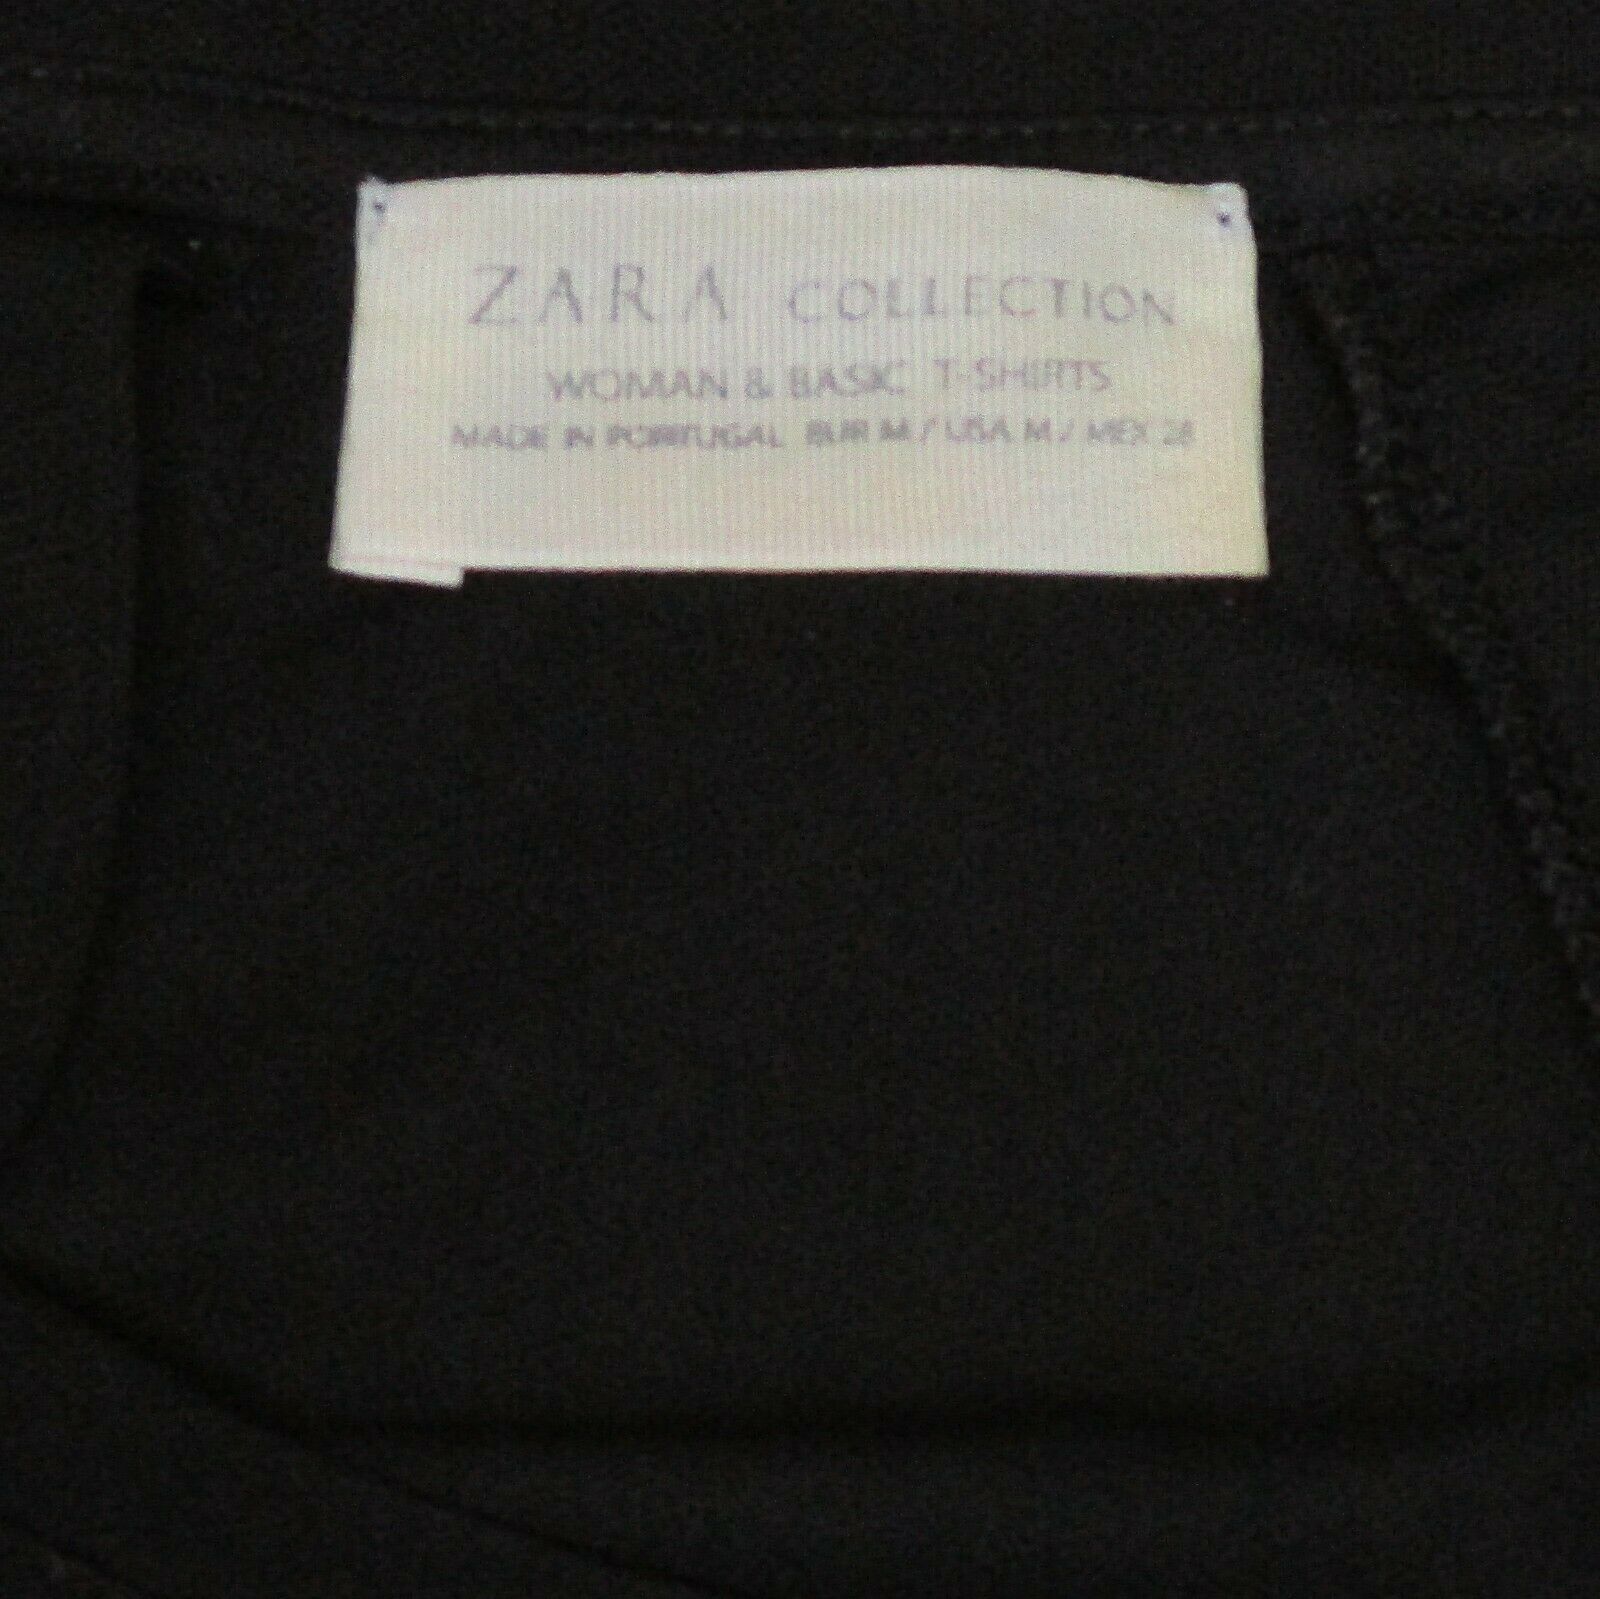 ZARA COLLECTION
WOMAN & BASIC T-SHIRTS
MADE IN PORTUGAL EUR M / USA M / MEX 28